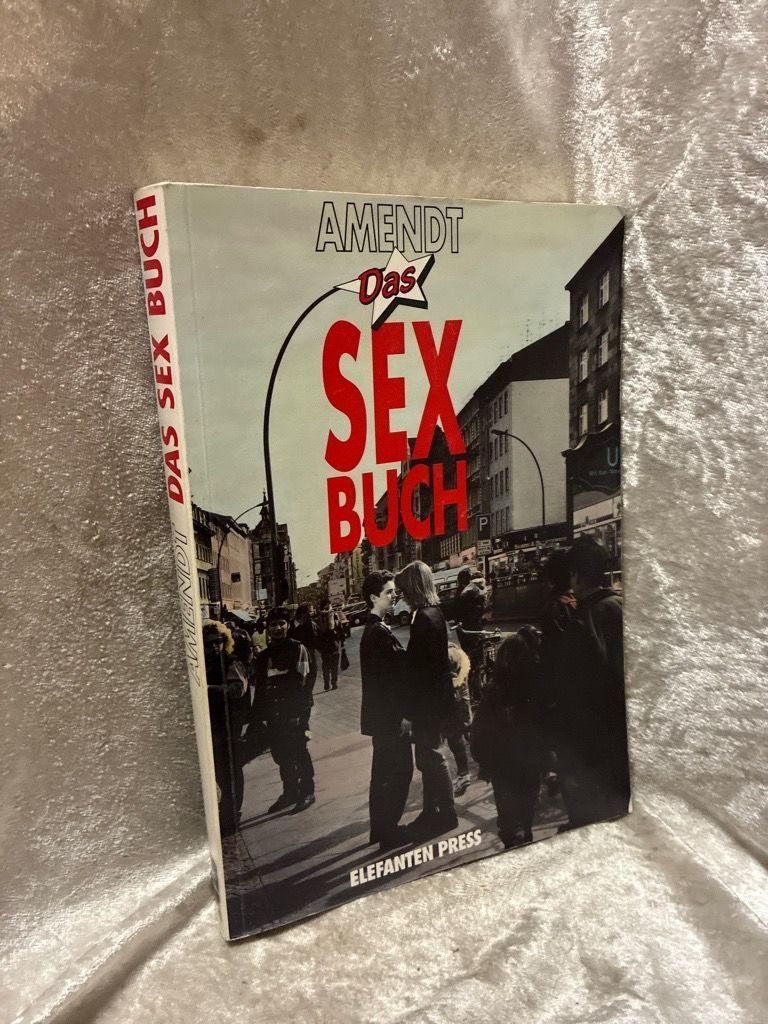 AMENDT
Das
SEX
BUCH
P
U
ELEFANTEN PRESS
AMENDT DAS SEX BUCH